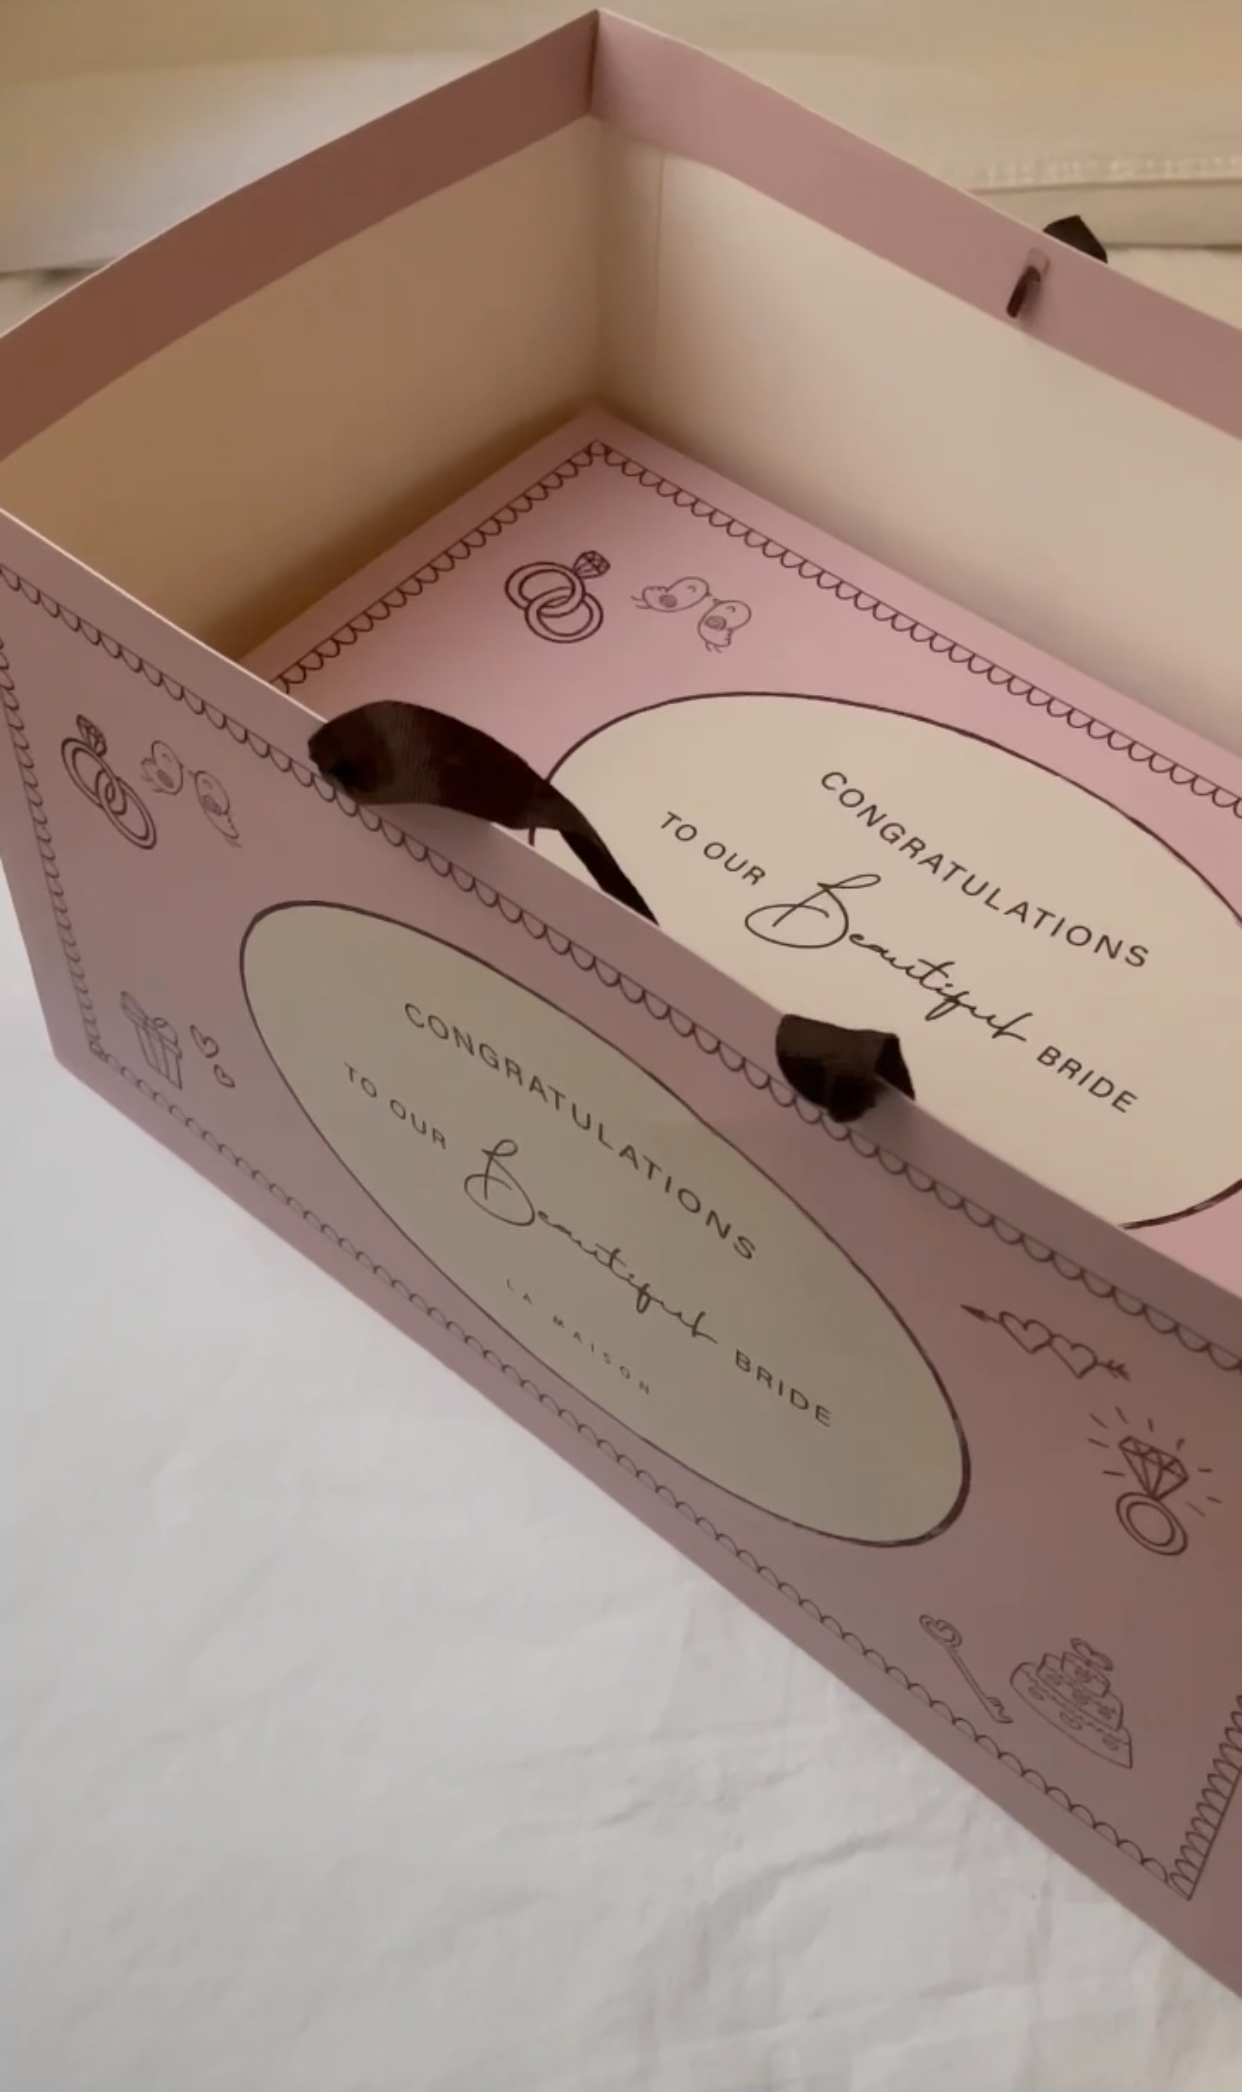 CONGRATULATIONS
TO OUR Beautiful BRIDE
CONGRATULATIONS
TO OUR Beautiful BRIDE
LA MAISON